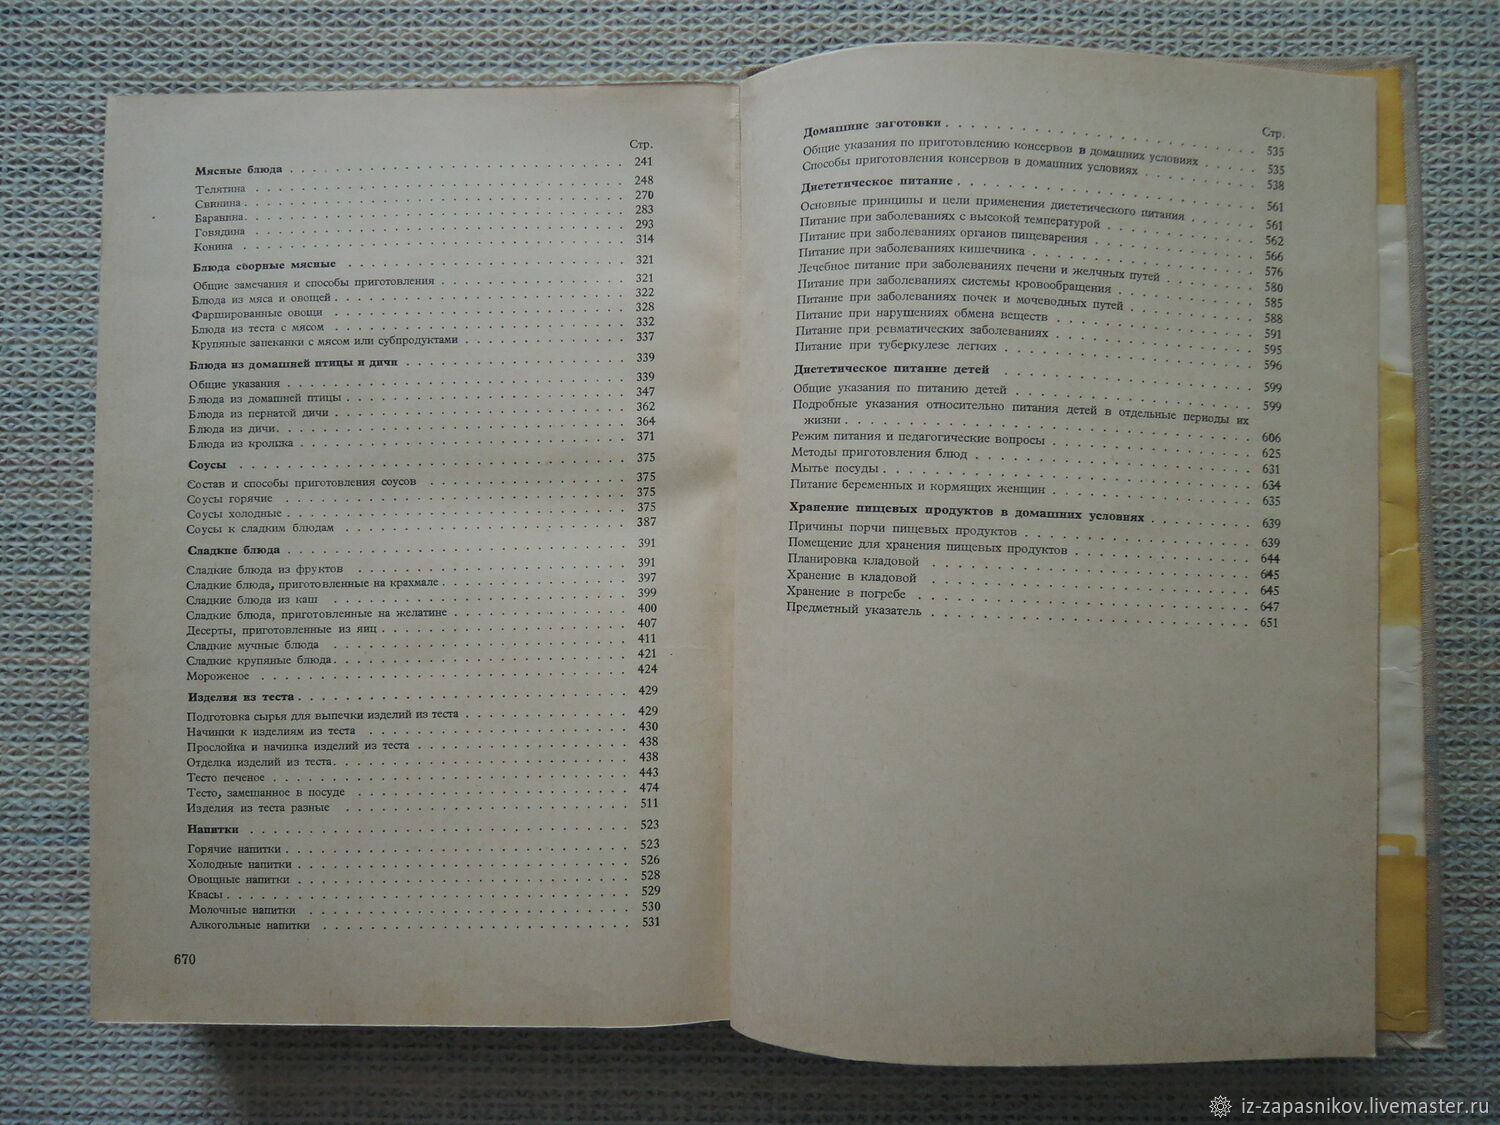 Стр.
Мясные блюда . . . 241
Телятина . . . 248
Свинина . . . 270
Баранина . . . 283
Говядина . . . 293
Конина . . . 314
Блюда сборные мясные . . . 321
Общие замечания и способы приготовления . . . 321
Блюда из мяса и овощей . . . 322
Фаршированные овощи . . . 328
Блюда из теста с мясом . . . 332
Крупяные запеканки с мясом или субпродуктами . . . 337
Блюда из домашней птицы и дичи . . . 339
Общие указания . . . 339
Блюда из домашней птицы . . . 347
Блюда из пернатой дичи . . . 362
Блюда из дичи . . . 364
Блюда из кролика . . . 371
Соусы . . . 375
Состав и способы приготовления соусов . . . 375
Соусы горячие . . . 375
Соусы холодные . . . 375
Соусы к сладким блюдам . . . 387
Сладкие блюда . . . 391
Сладкие блюда из фруктов . . . 391
Сладкие блюда, приготовленные на крахмале . . . 397
Сладкие блюда из каш . . . 399
Сладкие блюда, приготовленные на желатине . . . 400
Десерты, приготовленные из яиц . . . 407
Сладкие мучные блюда . . . 411
Сладкие крупяные блюда . . . 421
Мороженое . . . 424
Изделия из теста . . . 429
Подготовка сырья для выпечки изделий из теста . . . 429
Начинки к изделиям из теста . . . 430
Прослойка и начинка изделий из теста . . . 438
Отделка изделий из теста . . . 438
Тесто печеное . . . 443
Тесто, замешанное в посуде . . . 474
Изделия из теста разные . . . 511
Напитки . . . 523
Горячие напитки . . . 523
Холодные напитки . . . 526
Овощные напитки . . . 528
Квасы . . . 529
Молочные напитки . . . 530
Алкогольные напитки . . . 531
670
Стр.
Домашние заготовки . . . 535
Общие указания по приготовлению консервов в домашних условиях . . . 535
Способы приготовления консервов в домашних условиях . . . 538
Диететическое питание . . . 561
Основные принципы и цели применения диететического питания . . . 561
Питание при заболеваниях с высокой температурой . . . 562
Питание при заболеваниях органов пищеварения . . . 566
Питание при заболеваниях кишечника . . . 576
Лечебное питание при заболеваниях печени и желчных путей . . . 580
Питание при заболеваниях системы кровообращения . . . 585
Питание при заболеваниях почек и мочеводных путей . . . 588
Питание при нарушениях обмена веществ . . . 591
Питание при ревматических заболеваниях . . . 595
Питание при туберкулезе легких . . . 596
Диететическое питание детей . . . 599
Общие указания по питанию детей . . . 599
Подробные указания относительно питания детей в отдельные периоды их
жизни . . . 606
Режим питания и педагогические вопросы . . . 625
Методы приготовления блюд . . . 631
Мытье посуды . . . 634
Питание беременных и кормящих женщин . . . 635
Хранение пищевых продуктов в домашних условиях . . . 639
Причины порчи пищевых продуктов . . . 639
Помещение для хранения пищевых продуктов . . . 644
Планировка кладовой . . . 645
Хранение в кладовой . . . 645
Хранение в погребе . . . 647
Предметный указатель . . . 651
iz-zapasnikov.livemaster.ru